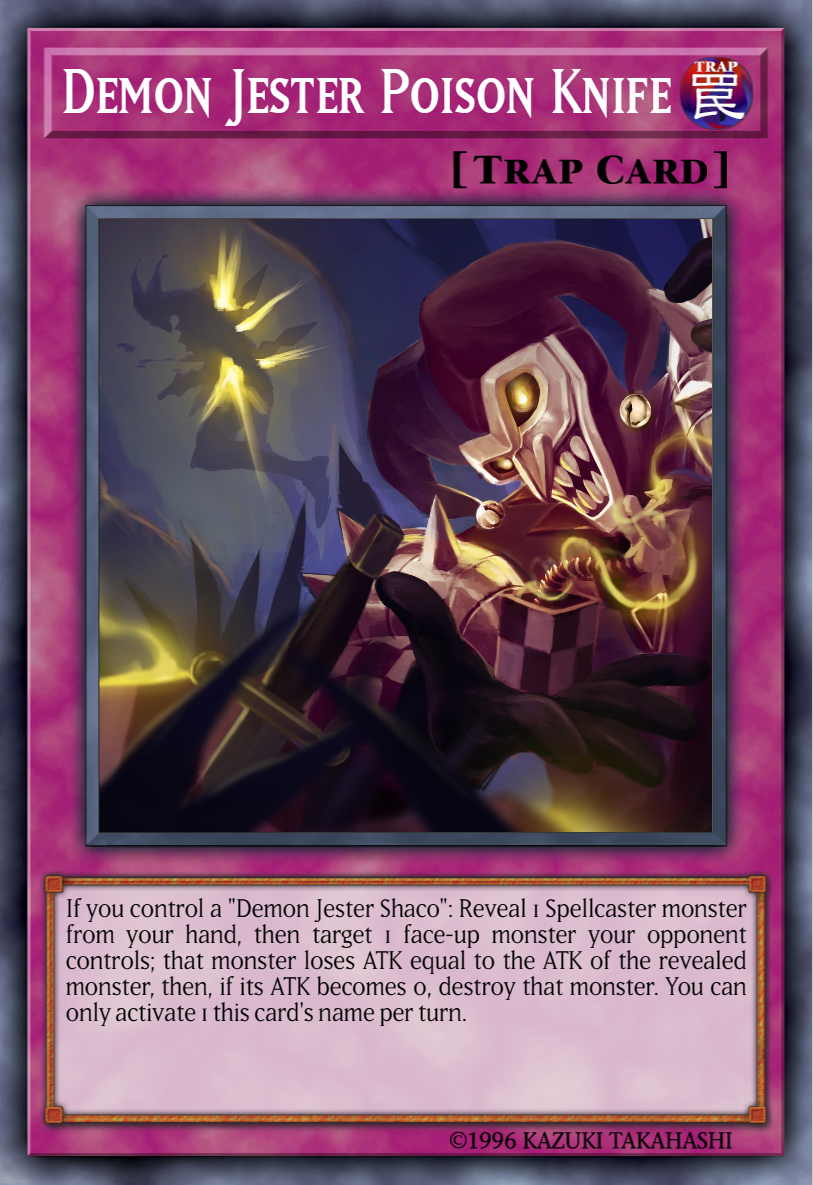 Demon Jester Poison Knife
TRAP
罠
[Trap Card]
If you control a "Demon Jester Shaco": Reveal 1 Spellcaster monster
from your hand, then target 1 face-up monster your opponent
controls; that monster loses ATK equal to the ATK of the revealed
monster, then, if its ATK becomes 0, destroy that monster. You can
only activate 1 this card's name per turn.
©1996 KAZUKI TAKAHASHI